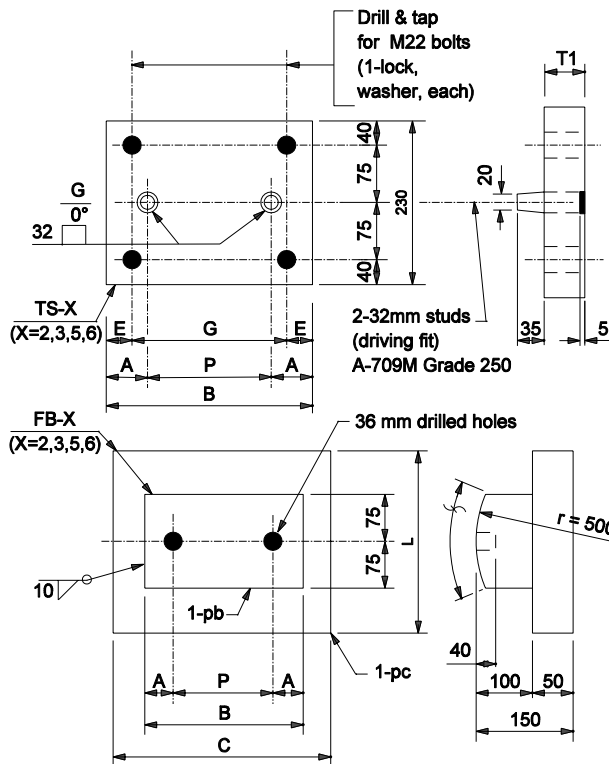 Drill & tap
for M22 bolts
(1-lock,
washer, each)
T1
40
75
230
75
40
20
G
0°
32
TS-X
(X=2,3,5,6)
E
G
E
A
P
A
B
2-32mm studs
(driving fit)
A-709M Grade 250
35
5
FB-X
(X=2,3,5,6)
36 mm drilled holes
75
75
L
r = 500
10
1-pb
1-pc
40
A
P
A
100
50
B
150
C